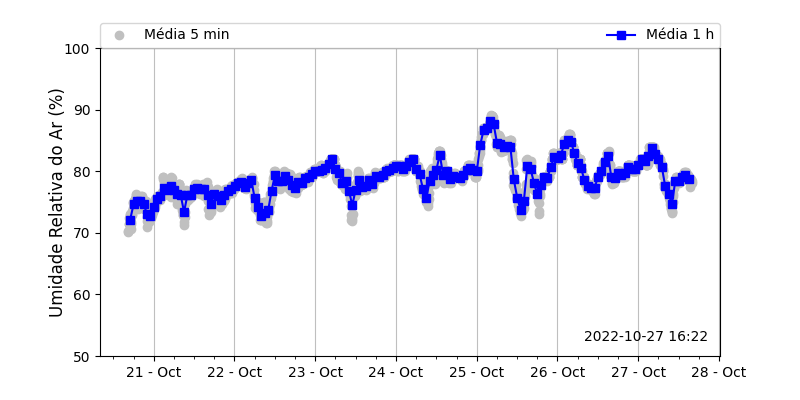 Média 5 min
Média 1 h
Umidade Relativa do Ar (%)
100
90
80
70
60
50
2022-10-27 16:22
21 - Oct
22 - Oct
23 - Oct
24 - Oct
25 - Oct
26 - Oct
27 - Oct
28 - Oct